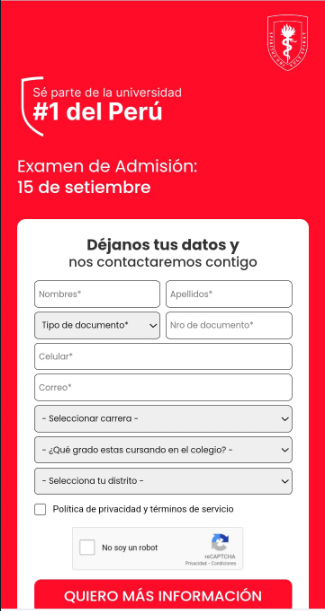 Sé parte de la universidad
#1 del Perú
Examen de Admisión:
15 de setiembre
Déjanos tus datos y
nos contactaremos contigo
Nombres*
Apellidos*
Tipo de documento*
Nro de documento*
Celular*
Correo*
- Seleccionar carrera -
- ¿Qué grado estas cursando en el colegio? -
- Selecciona tu distrito -
Política de privacidad y términos de servicio
No soy un robot
reCAPTCHA
Privacidad - Condiciones
QUIERO MÁS INFORMACIÓN